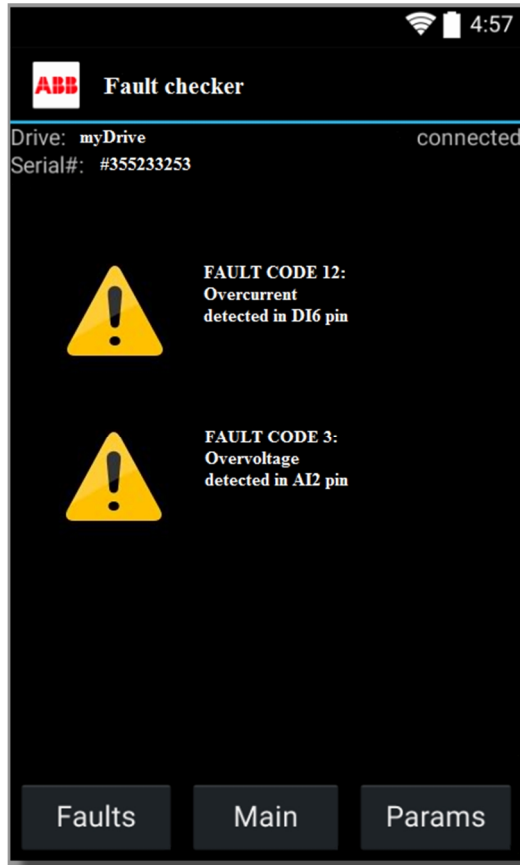 4:57
ABB Fault checker
Drive: myDrive connected
Serial#: #355233253
FAULT CODE 12:
Overcurrent
detected in DI6 pin
FAULT CODE 3:
Overvoltage
detected in AI2 pin
Faults Main Params